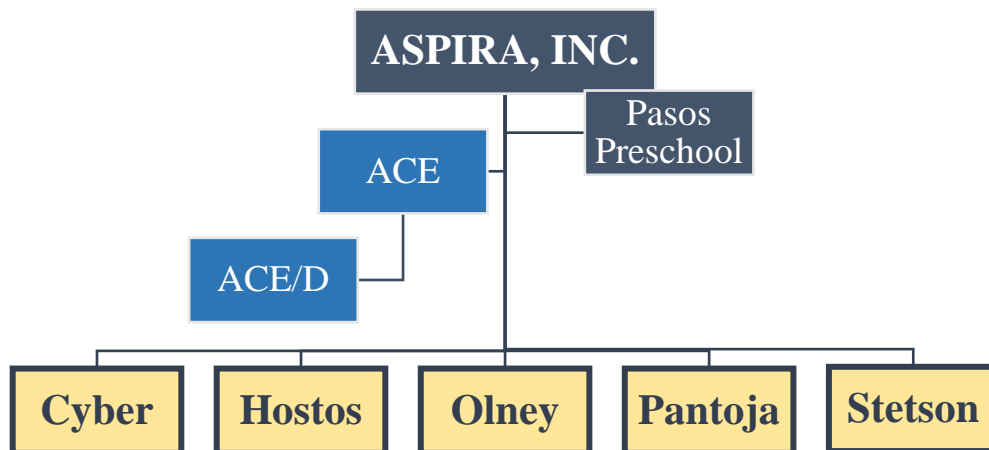 ASPIRA, INC.
Pasos
Preschool
ACE
ACE/D
Cyber
Hostos
Olney
Pantoja
Stetson